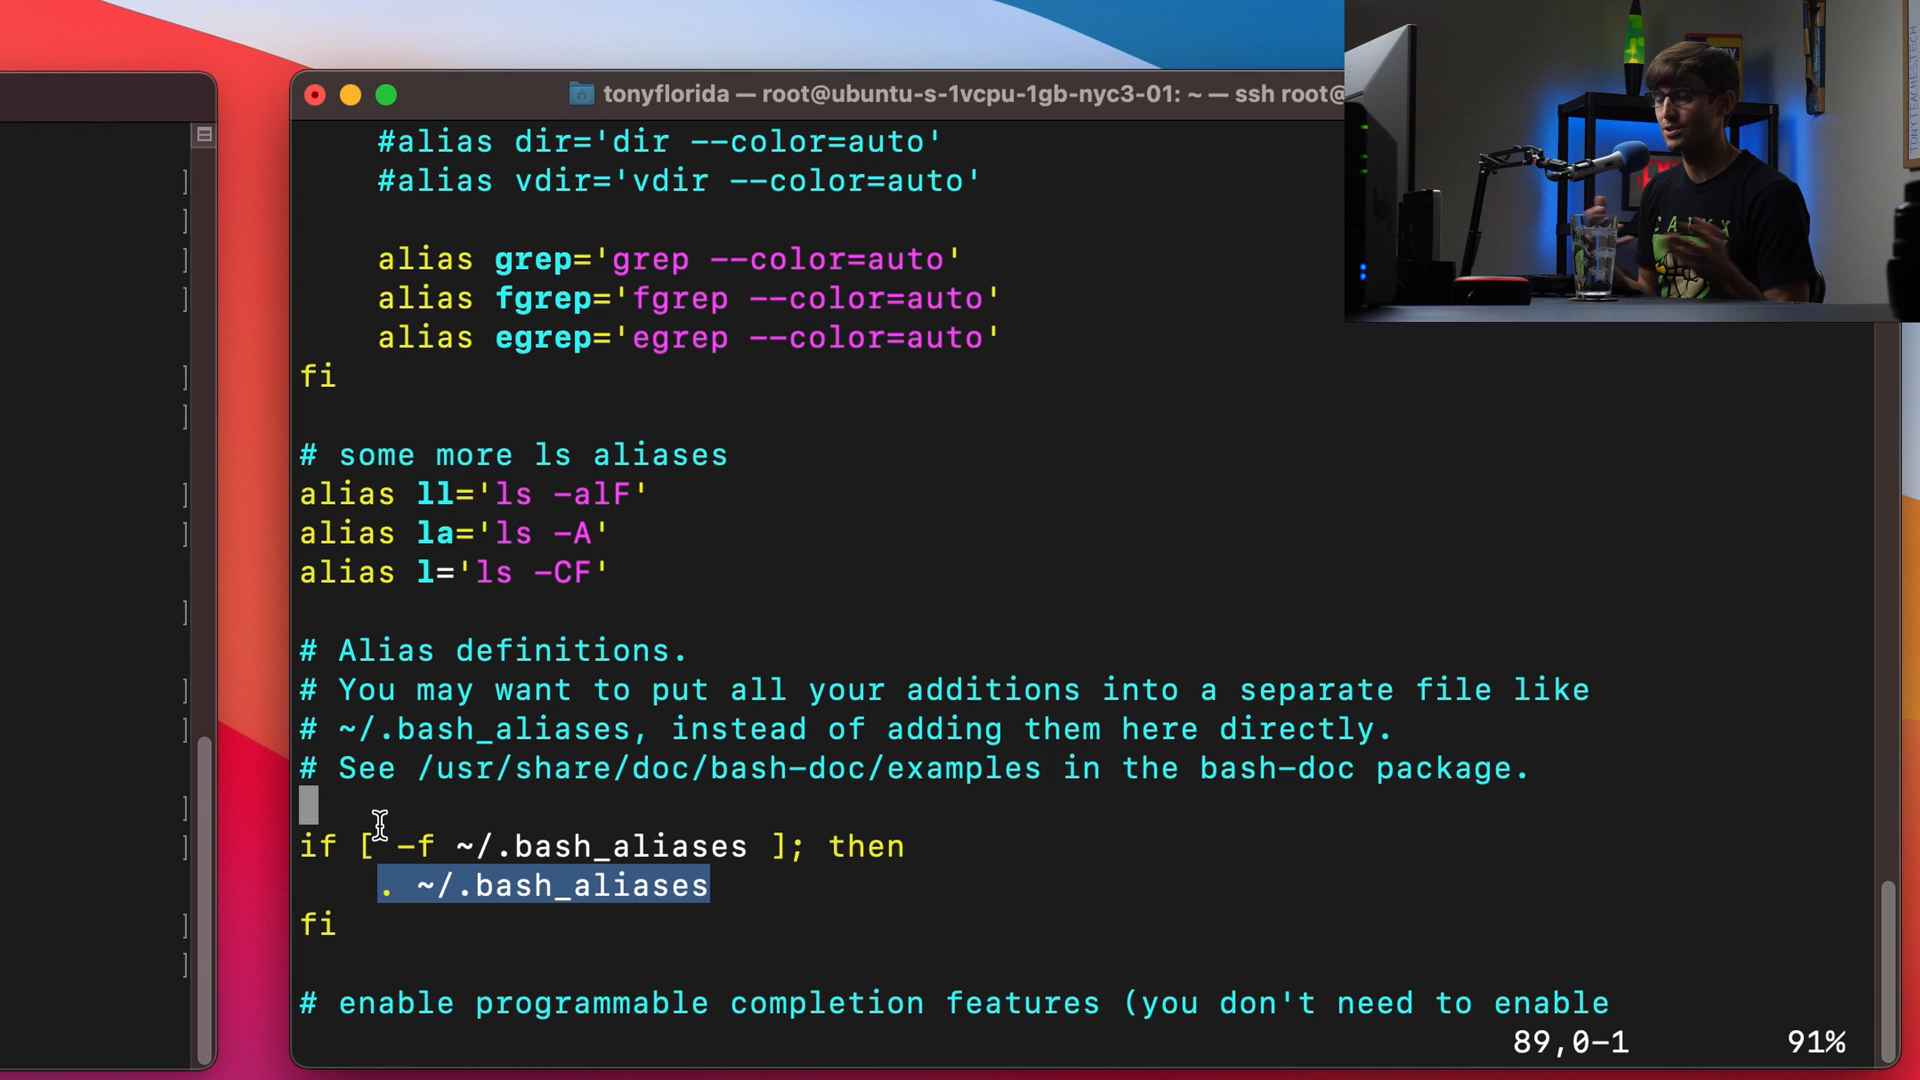 tonyflorida — root@ubuntu-s-1vcpu-1gb-nyc3-01: ~ — ssh root@
#alias dir='dir --color=auto'
#alias vdir='vdir --color=auto'
alias grep='grep --color=auto'
alias fgrep='fgrep --color=auto'
alias egrep='egrep --color=auto'
fi
# some more ls aliases
alias ll='ls -alF'
alias la='ls -A'
alias l='ls -CF'
# Alias definitions.
# You may want to put all your additions into a separate file like
# ~/.bash_aliases, instead of adding them here directly.
# See /usr/share/doc/bash-doc/examples in the bash-doc package.
if [ -f ~/.bash_aliases ]; then
. ~/.bash_aliases
fi
# enable programmable completion features (you don't need to enable
89,0-1 91%